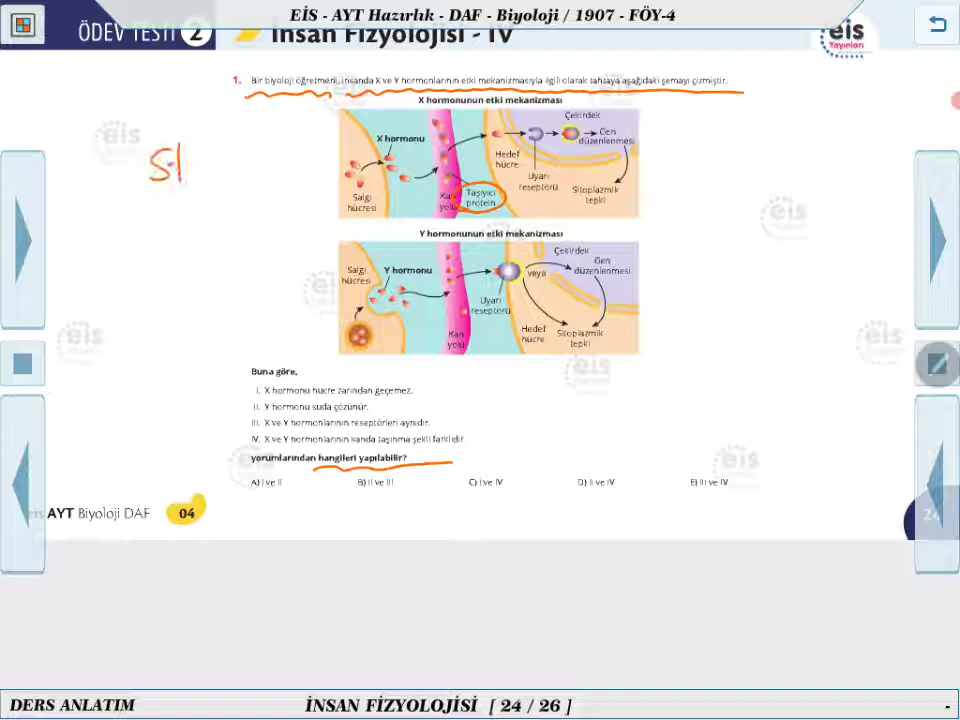 EİS - AYT Hazırlık - DAF - Biyoloji / 1907 - FÖY-4
ÖDEV TESTİ 2 İnsan Fizyolojisi - IV
eis
Yayınları
1. Bir biyoloji öğretmeni, insanda X ve Y hormonlarının etki mekanizmasıyla ilgili olarak tahtaya aşağıdaki şemayı çizmiştir.
X hormonunun etki mekanizması
X hormonu
Salgı
hücresi
Kan
yolu
Taşıyıcı
protein
Hedef
hücre
Uyarı
reseptörü
Çekirdek
Gen
düzenlenmesi
Sitoplazmik
tepki
Y hormonunun etki mekanizması
Salgı
hücresi
Y hormonu
Kan
yolu
Uyarı
reseptörü
veya
Çekirdek
Gen
düzenlenmesi
Hedef
hücre
Sitoplazmik
tepki
Buna göre,
I. X hormonu hücre zarından geçemez.
II. Y hormonu suda çözünür.
III. X ve Y hormonlarının reseptörleri aynıdır.
IV. X ve Y hormonlarının kanda taşınma şekli farklıdır.
yorumlarından hangileri yapılabilir?
A) I ve II B) II ve III C) I ve IV D) II ve IV E) III ve IV
eis AYT Biyoloji DAF 04
24
DERS ANLATIM İNSAN FİZYOLOJİSİ [ 24 / 26 ] -